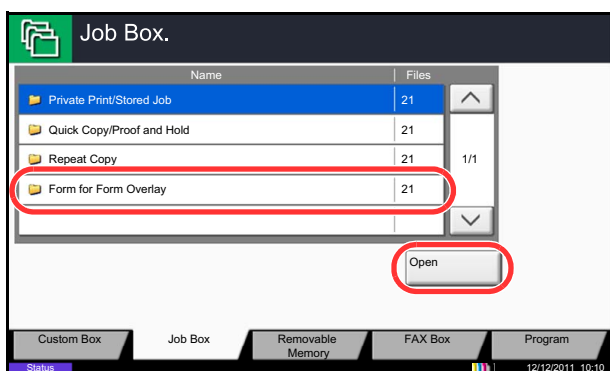 Job Box.
Name Files
Private Print/Stored Job 21
Quick Copy/Proof and Hold 21
Repeat Copy 21 1/1
Form for Form Overlay 21
Open
Custom Box Job Box Removable Memory FAX Box Program
Status 12/12/2011 10:10